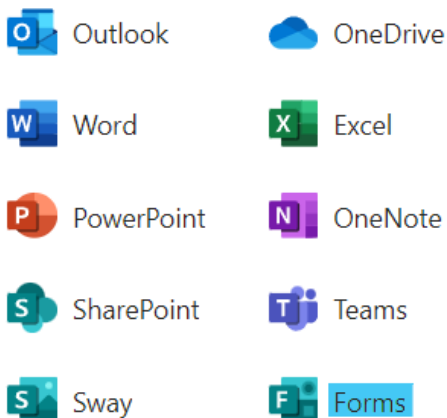 Outlook OneDrive
Word Excel
PowerPoint OneNote
SharePoint Teams
Sway Forms